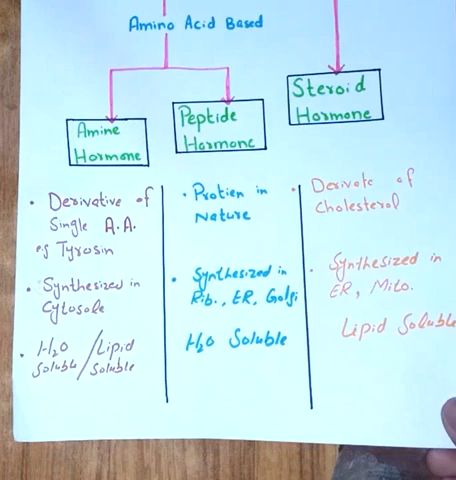 Amino Acid Based
Amine
Hormone
Peptide
Hormone
Steroid
Hormone
• Derivative of
Single A.A.
eg Tyrosin
• Synthesized in
Cytosole
• H2O / Lipid
Soluble / Soluble
• Protien in
Nature
• Synthesized in
Rib., ER, Golgi
H2O Soluble
• Derivate of
Cholesterol
• Synthesized in
ER, Mito.
Lipid Soluble